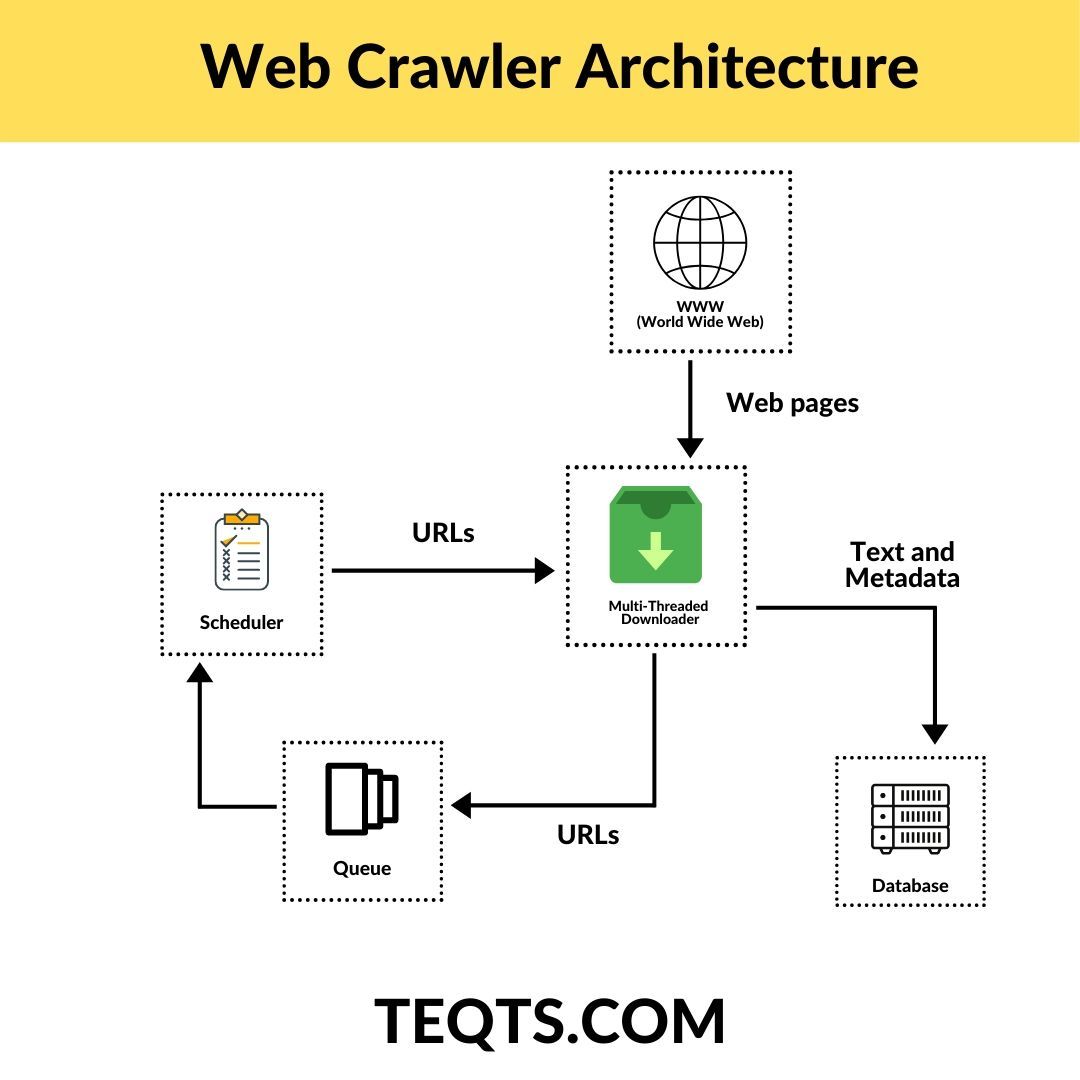 Web Crawler Architecture
WWW
(World Wide Web)
Web pages
URLs
Scheduler
Multi-Threaded
Downloader
Text and
Metadata
Queue
URLs
Database
TEQTS.COM